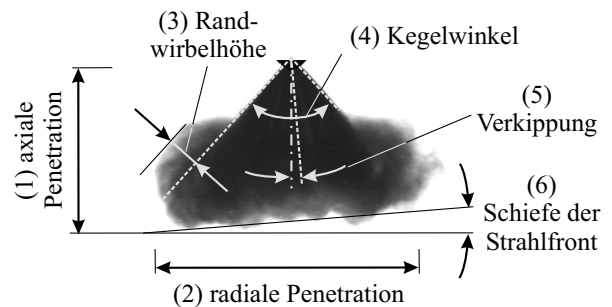 (3) Rand-
wirbelhöhe
(4) Kegelwinkel
(5)
Verkippung
(1) axiale
Penetration
(6)
Schiefe der
Strahlfront
(2) radiale Penetration